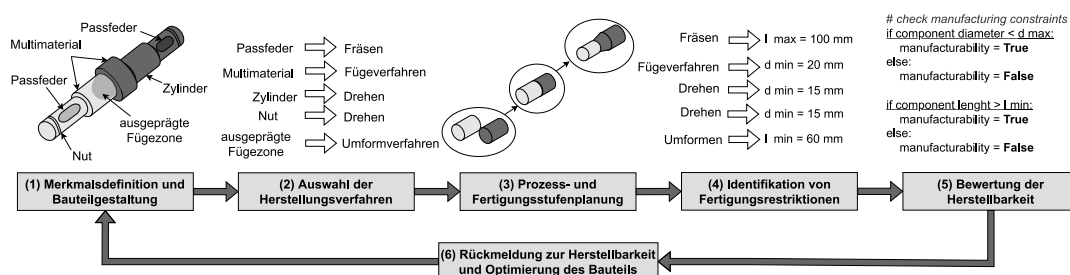 Passfeder
Multimaterial
Passfeder
Zylinder
ausgeprägte
Fügezone
Nut
Passfeder Fräsen
Multimaterial Fügeverfahren
Zylinder Drehen
Nut Drehen
ausgeprägte
Fügezone Umformverfahren
Fräsen l max = 100 mm
Fügeverfahren d min = 20 mm
Drehen d min = 15 mm
Drehen d min = 15 mm
Umformen l min = 60 mm
# check manufacturing constraints
if component diameter < d max:
manufacturability = True
else:
manufacturability = False
if component lenght > l min:
manufacturability = True
else:
manufacturability = False
(1) Merkmalsdefinition und
Bauteilgestaltung
(2) Auswahl der
Herstellungsverfahren
(3) Prozess- und
Fertigungsstufenplanung
(4) Identifikation von
Fertigungsrestriktionen
(5) Bewertung der
Herstellbarkeit
(6) Rückmeldung zur Herstellbarkeit
und Optimierung des Bauteils